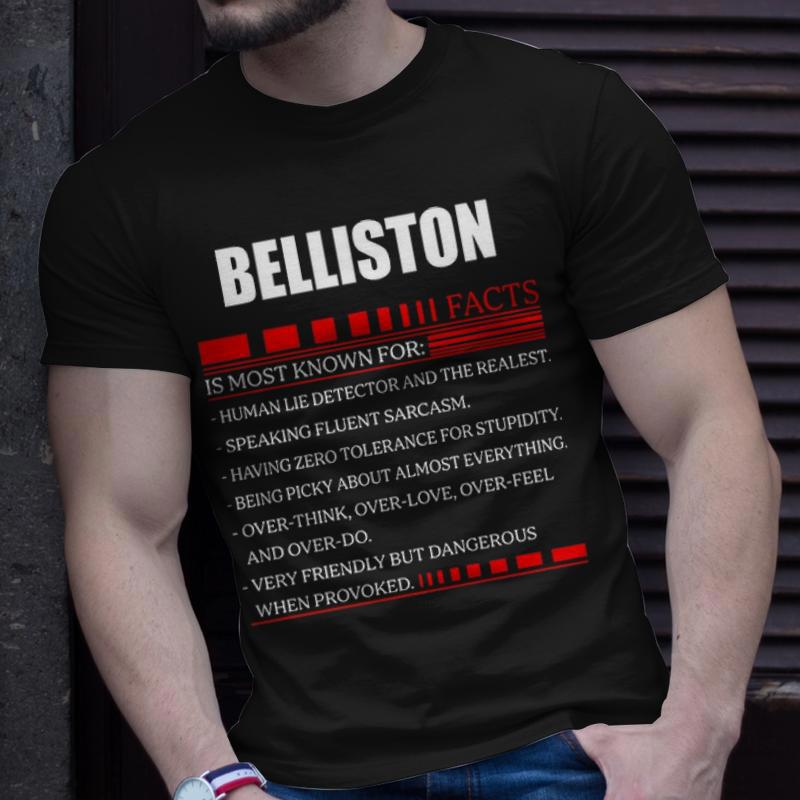 BELLISTON
FACTS
IS MOST KNOWN FOR:
- HUMAN LIE DETECTOR AND THE REALEST.
- SPEAKING FLUENT SARCASM.
- HAVING ZERO TOLERANCE FOR STUPIDITY.
- BEING PICKY ABOUT ALMOST EVERYTHING.
- OVER-THINK, OVER-LOVE, OVER-FEEL
AND OVER-DO.
- VERY FRIENDLY BUT DANGEROUS
WHEN PROVOKED.